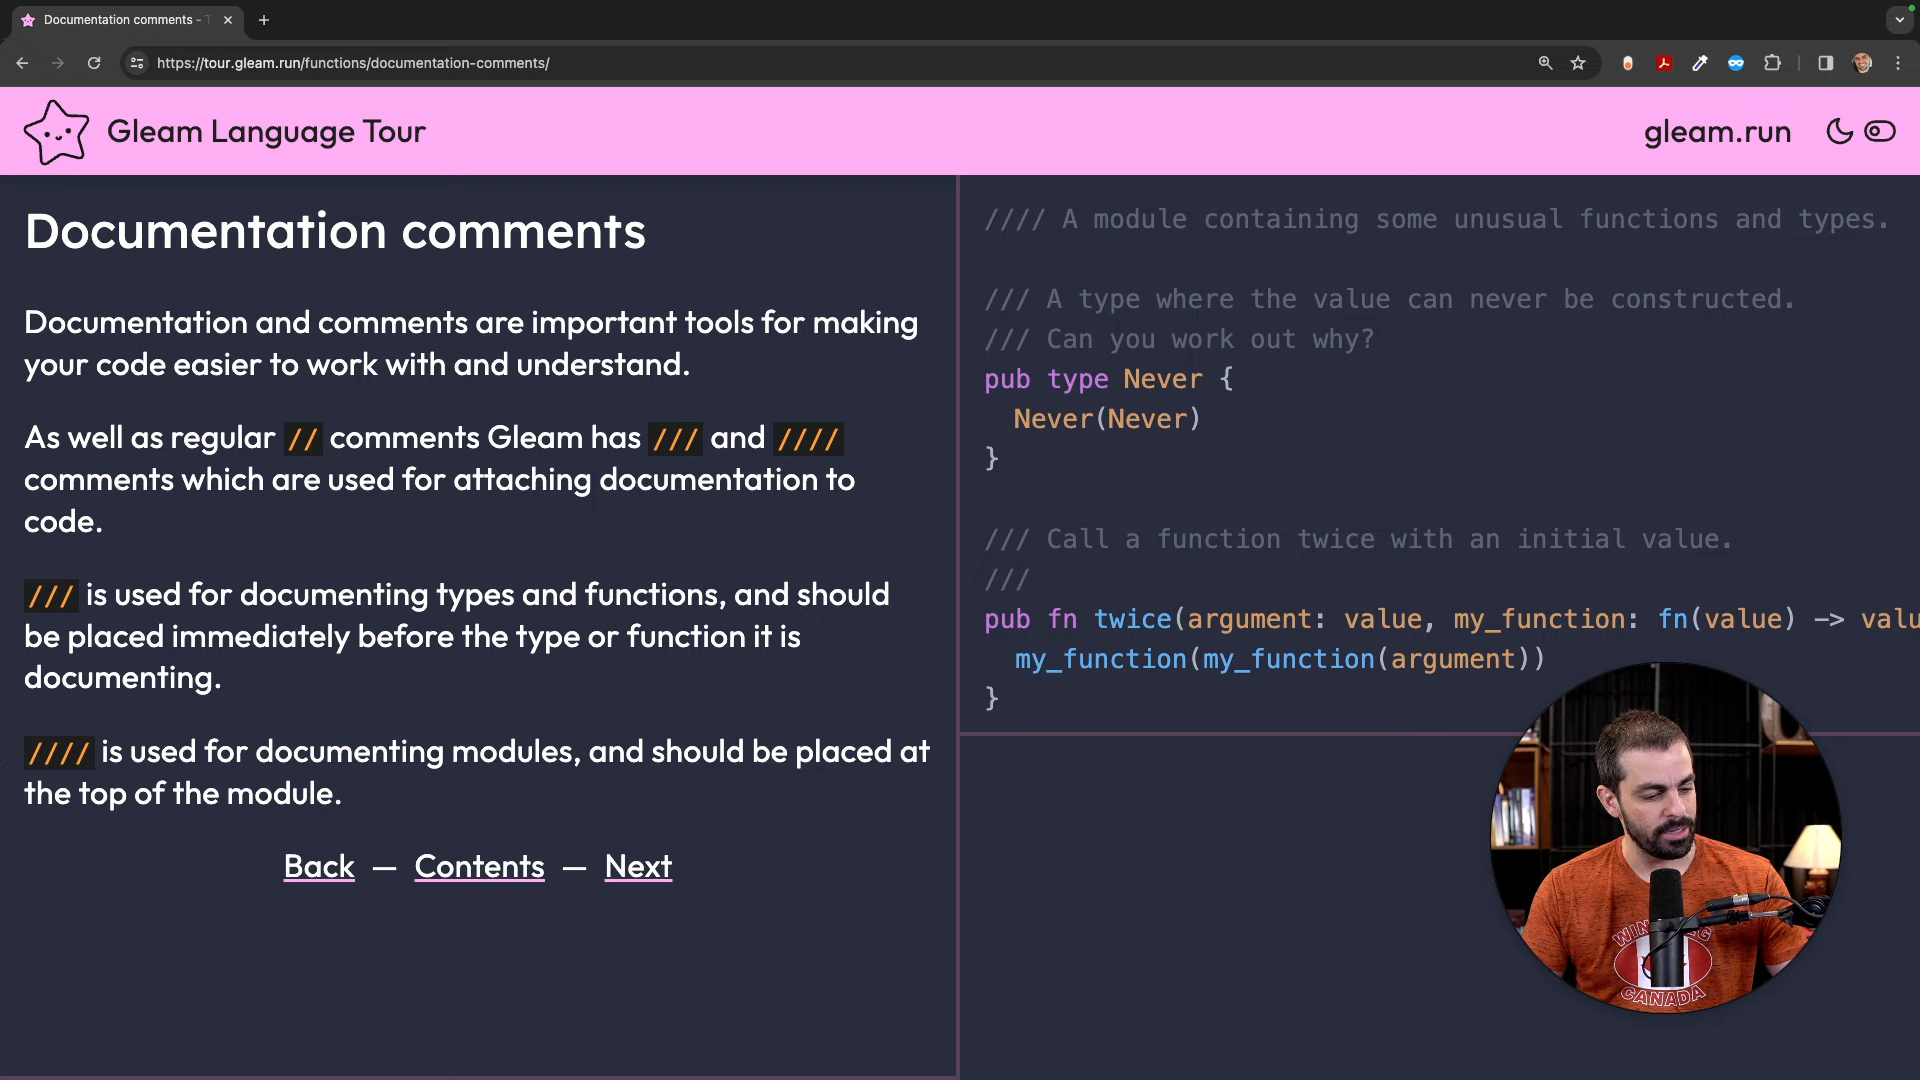 Documentation comments - T
https://tour.gleam.run/functions/documentation-comments/
Gleam Language Tour
gleam.run
Documentation comments
Documentation and comments are important tools for making
your code easier to work with and understand.
As well as regular // comments Gleam has /// and ////
comments which are used for attaching documentation to
code.
/// is used for documenting types and functions, and should
be placed immediately before the type or function it is
documenting.
//// is used for documenting modules, and should be placed at
the top of the module.
Back — Contents — Next
//// A module containing some unusual functions and types.
/// A type where the value can never be constructed.
/// Can you work out why?
pub type Never {
Never(Never)
}
/// Call a function twice with an initial value.
///
pub fn twice(argument: value, my_function: fn(value) -> valu
my_function(my_function(argument))
}
CANADA